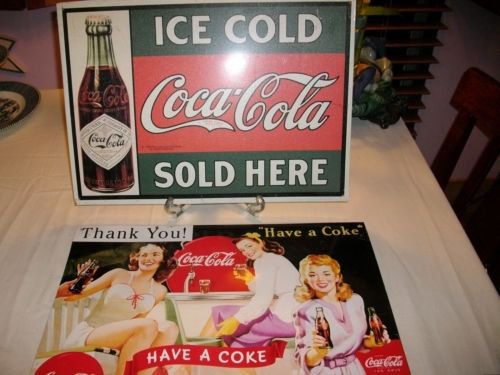 ICE COLD
Coca-Cola
Coca-Cola
SOLD HERE
Thank You!
"Have a Coke"
Coca-Cola
HAVE A COKE
Coca-Cola